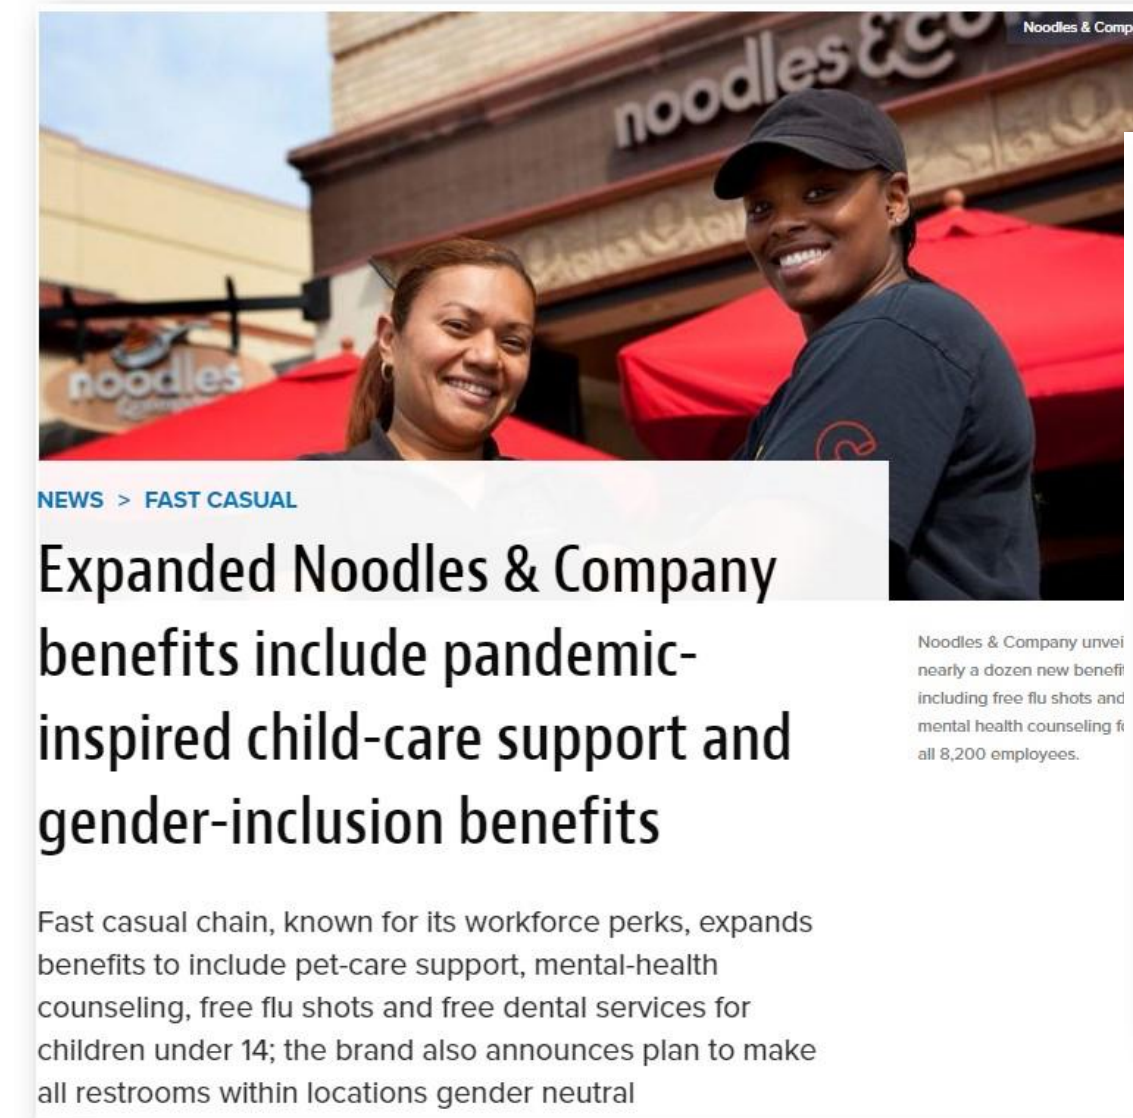 Noodles & Comp
noodles & co
noodles
NEWS > FAST CASUAL
Expanded Noodles & Company
benefits include pandemic-
inspired child-care support and
gender-inclusion benefits
Noodles & Company unvei
nearly a dozen new benefit
including free flu shots and
mental health counseling fo
all 8,200 employees.
Fast casual chain, known for its workforce perks, expands
benefits to include pet-care support, mental-health
counseling, free flu shots and free dental services for
children under 14; the brand also announces plan to make
all restrooms within locations gender neutral